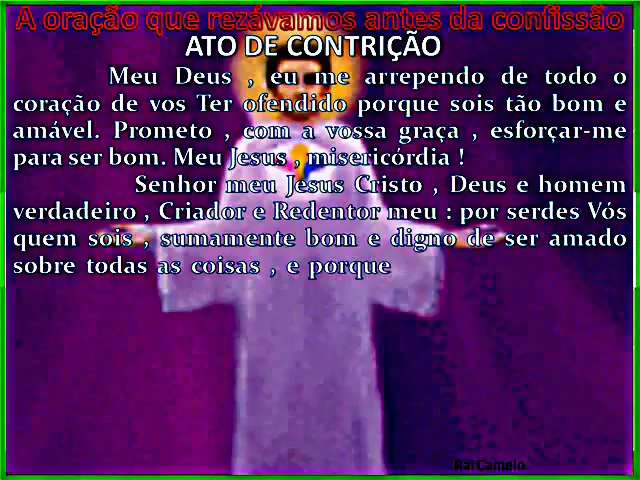 A oração que rezávamos antes da confissão
ATO DE CONTRIÇÃO
Meu Deus , eu me arrependo de todo o
coração de vos Ter ofendido porque sois tão bom e
amável. Prometo , com a vossa graça , esforçar-me
para ser bom. Meu Jesus , misericórdia !
Senhor meu Jesus Cristo , Deus e homem
verdadeiro , Criador e Redentor meu : por serdes Vós
quem sois , sumamente bom e digno de ser amado
sobre todas as coisas , e porque
Rai Camelo